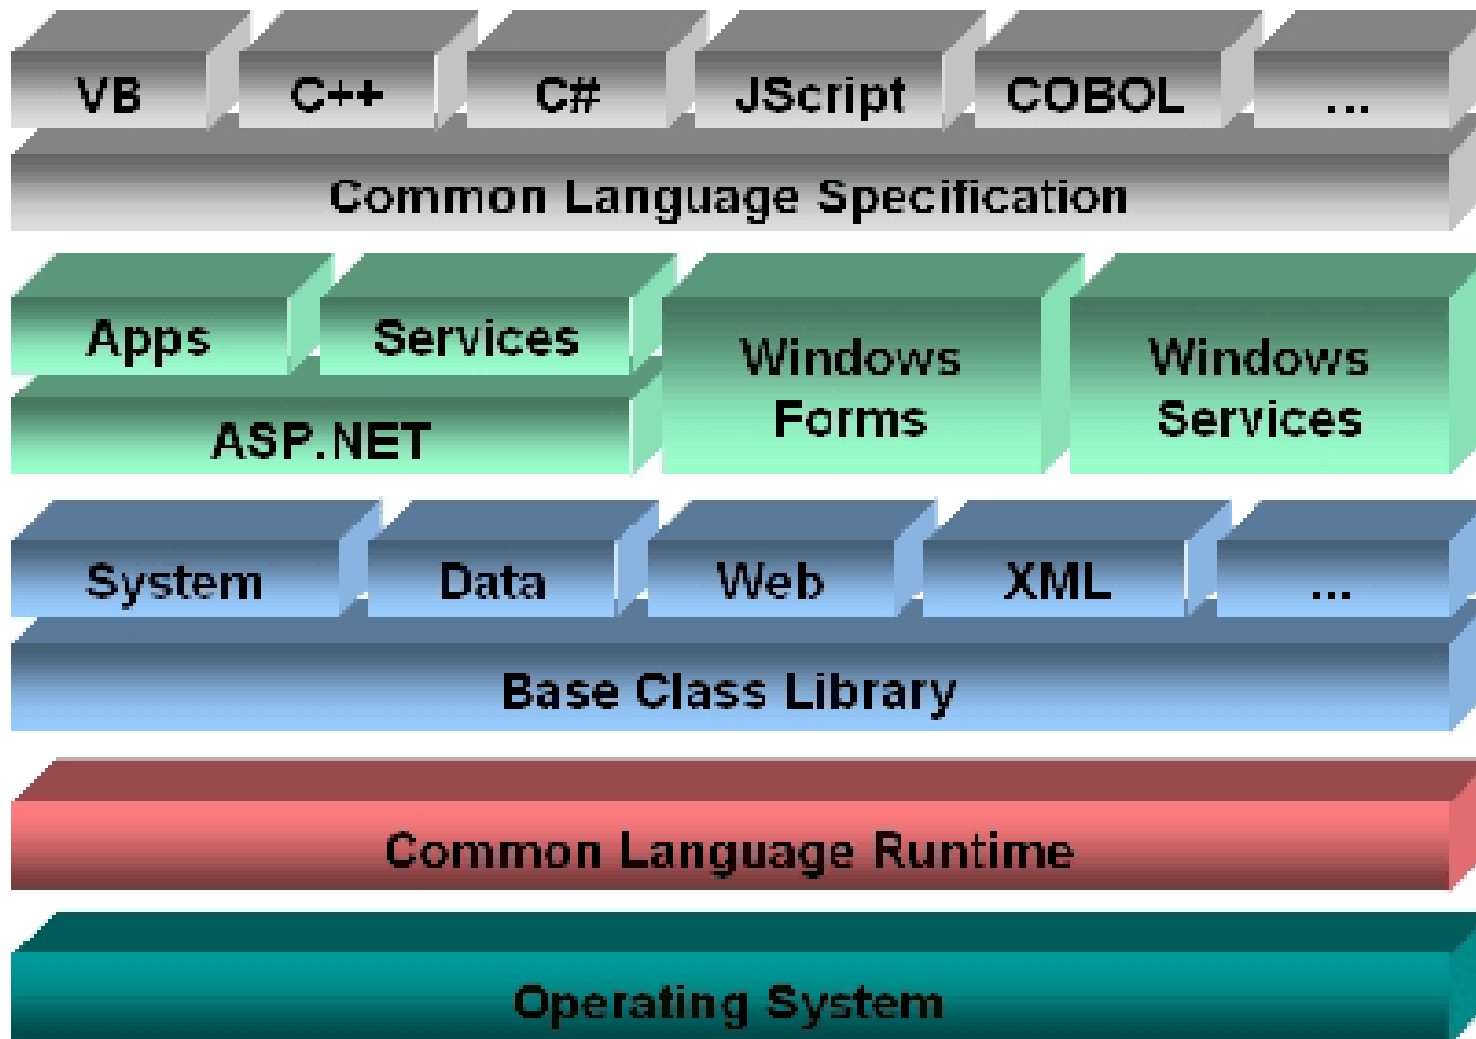 VB C++ C# JScript COBOL ...
Common Language Specification
Apps Services
Windows Forms
Windows Services
ASP.NET
System Data Web XML ...
Base Class Library
Common Language Runtime
Operating System